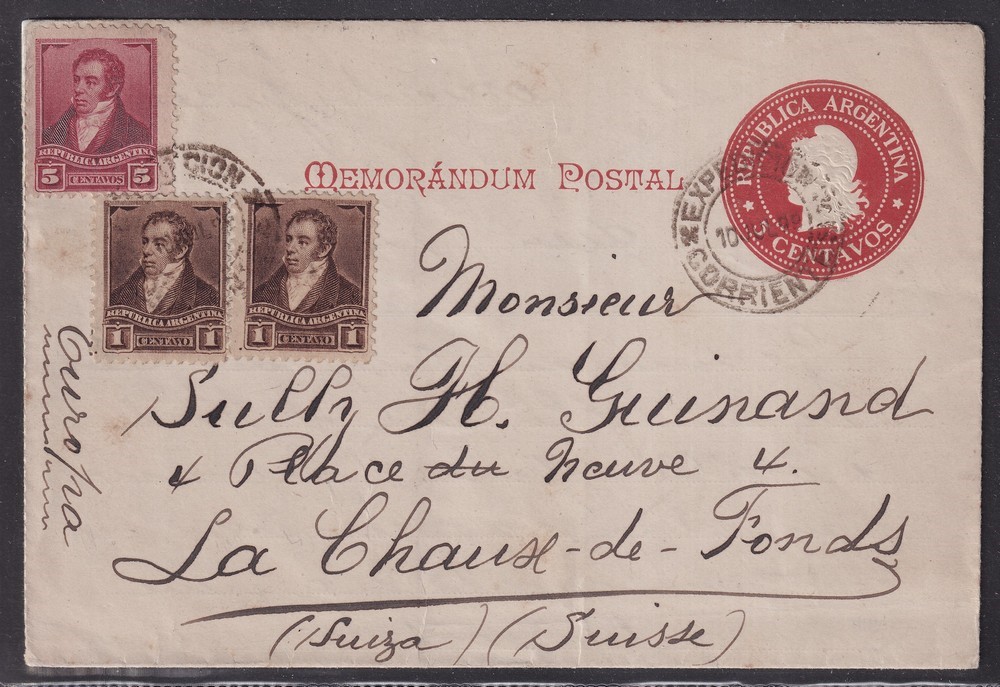 REPUBLICA ARGENTINA
5 CENTAVOS 5
REPUBLICA ARGENTINA
1 CENTAVO 1
REPUBLICA ARGENTINA
1 CENTAVO 1
MEMORÁNDUM POSTAL
REPUBLICA ARGENTINA
5 CENTAVOS
CORRIEN
Monsieur
Sully H. Guinand
4 Place du Neuve 4.
La Chaux-de-Fonds
(Suiza) (Suisse)
Europa